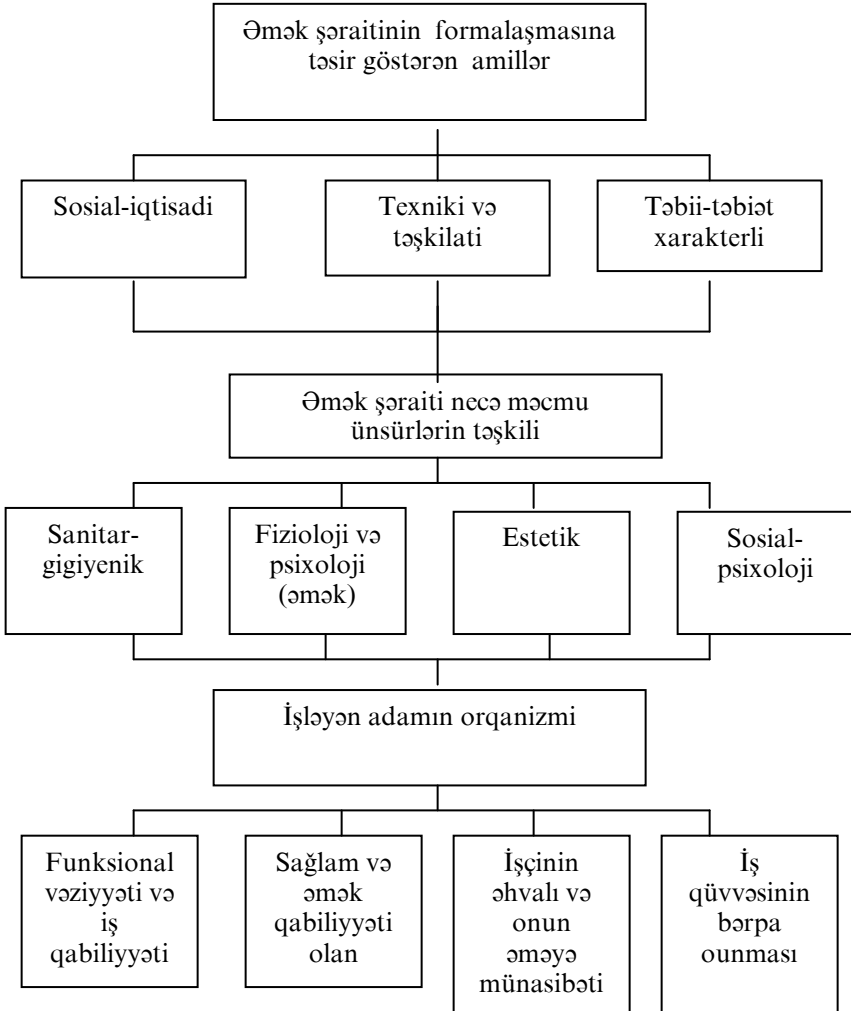 Əmək şəraitinin formalaşmasına
təsir göstərən amillər
Sosial-iqtisadi
Texniki və
təşkilati
Təbii-təbiət
xarakterli
Əmək şəraiti necə məcmu
ünsürlərin təşkili
Sanitar-
gigiyenik
Fizioloji və
psixoloji
(əmək)
Estetik
Sosial-
psixoloji
İşləyən adamın orqanizmi
Funksional
vəziyyəti və
iş
qabiliyyəti
Sağlam və
əmək
qabiliyyəti
olan
İşçinin
əhvalı və
onun
əməyə
münasibəti
İş
qüvvəsinin
bərpa
ounması